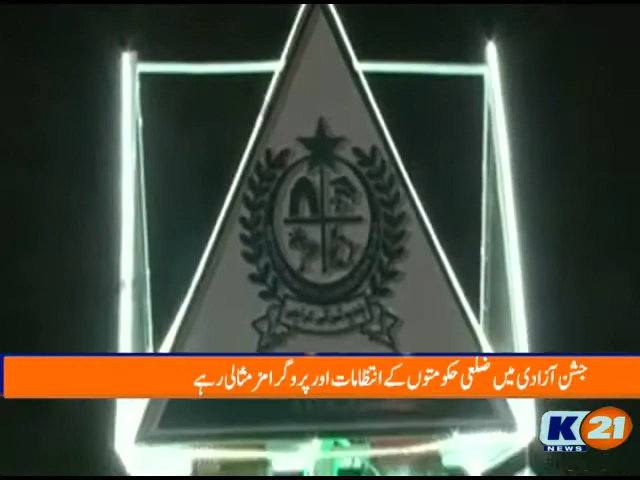 جشن آزادی میں ضلعی حکومتوں کے انتظامات اور پروگرامز مثالی رہے
K21
NEWS